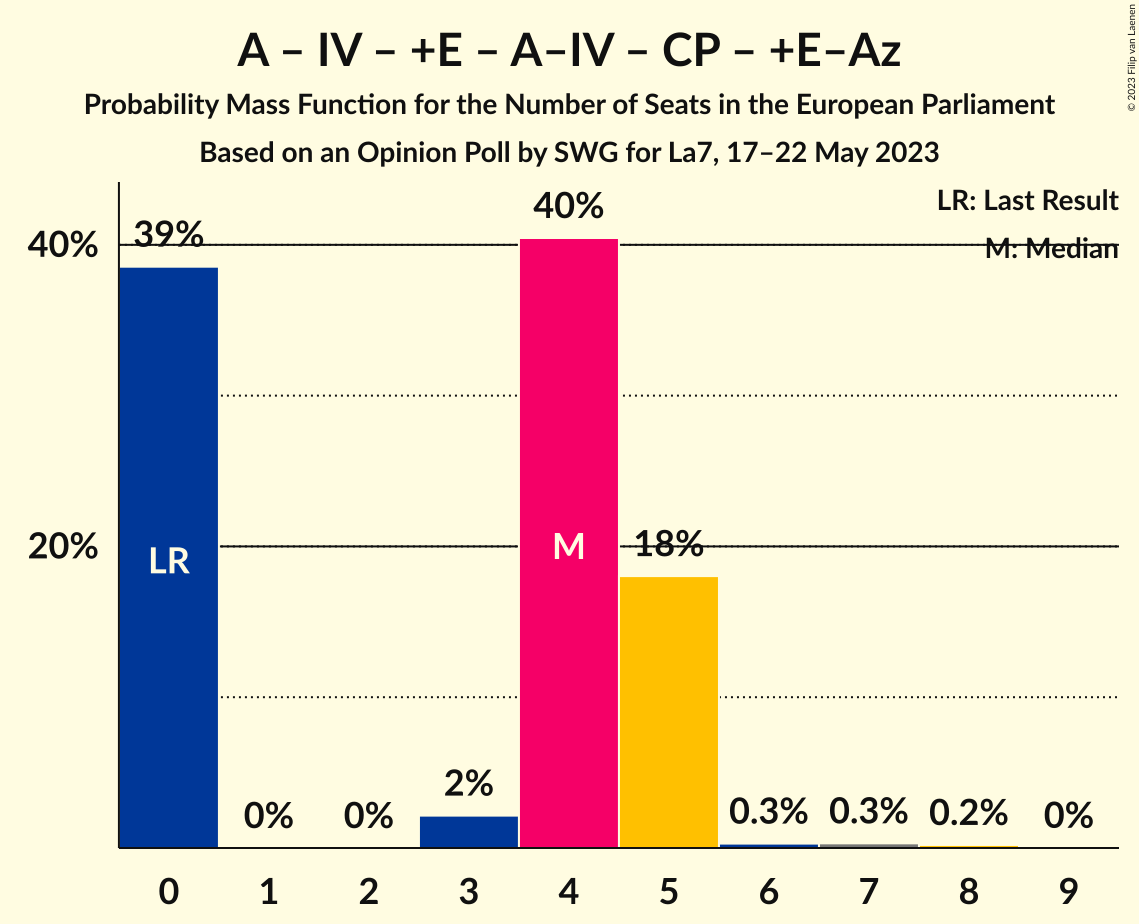 A – IV – +E – A–IV – CP – +E–Az
Probability Mass Function for the Number of Seats in the European Parliament
Based on an Opinion Poll by SWG for La7, 17–22 May 2023
© 2023 Filip van Laenen
LR: Last Result
M: Median
40%
20%
39%
0%
0%
2%
40%
18%
0.3%
0.3%
0.2%
0%
LR
M
0 1 2 3 4 5 6 7 8 9